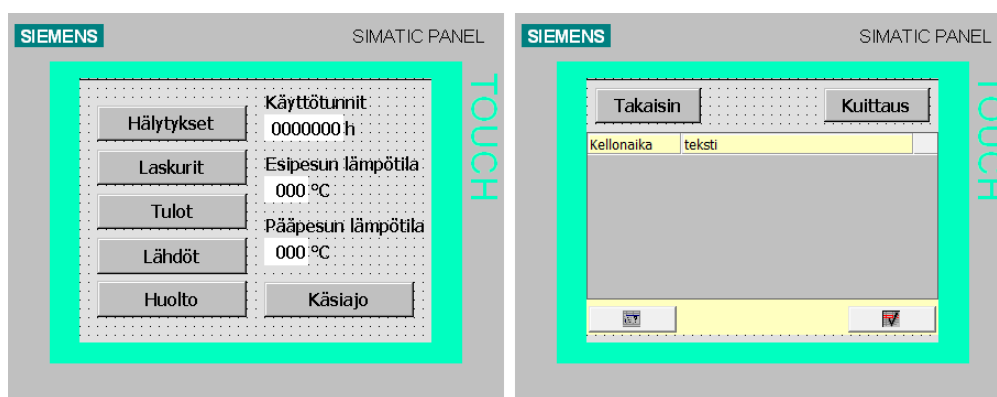 SIEMENS
SIMATIC PANEL
TOUCH
Hälytykset
Laskurit
Tulot
Lähdöt
Huolto
Käyttötunnit
0000000 h
Esipesun lämpötila
000 °C
Pääpesun lämpötila
000 °C
Käsiajo
SIEMENS
SIMATIC PANEL
TOUCH
Takaisin
Kuittaus
Kellonaika teksti